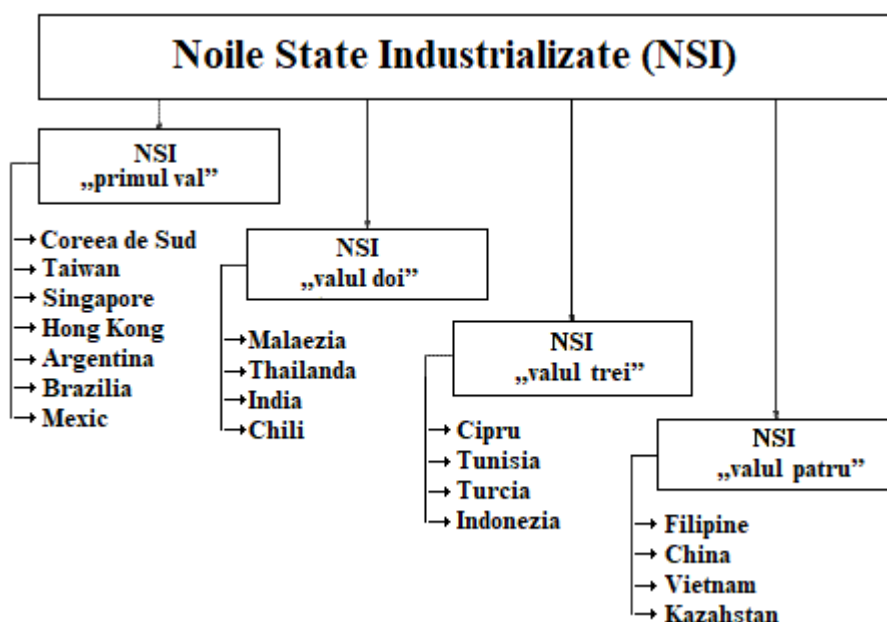 Noile State Industrializate (NSI)
NSI
„primul val”
Coreea de Sud
Taiwan
Singapore
Hong Kong
Argentina
Brazilia
Mexic
NSI
„valul doi”
Malaezia
Thailanda
India
Chili
NSI
„valul trei”
Cipru
Tunisia
Turcia
Indonezia
NSI
„valul patru”
Filipine
China
Vietnam
Kazahstan